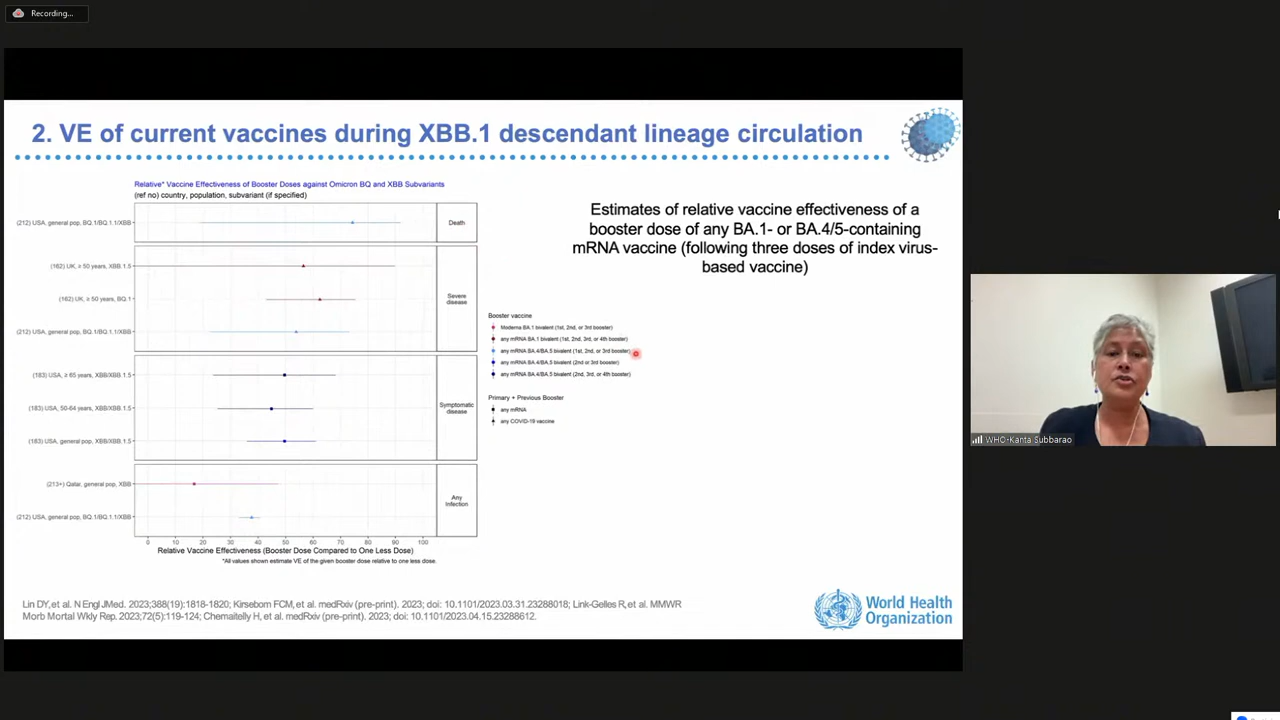 Recording...
2. VE of current vaccines during XBB.1 descendant lineage circulation
Relative* Vaccine Effectiveness of Booster Doses against Omicron BQ and XBB Subvariants
(ref no) country, population, subvariant (if specified)
(212) USA, general pop, BQ.1/BQ.1.1/XBB
Death
(162) UK, ≥ 50 years, XBB.1.5
(162) UK, ≥ 50 years, BQ.1
(212) USA, general pop, BQ.1/BQ.1.1/XBB
Severe
disease
(183) USA, ≥ 65 years, XBB/XBB.1.5
(183) USA, 50-64 years, XBB/XBB.1.5
(183) USA, general pop, XBB/XBB.1.5
Symptomatic
disease
(213+) Qatar, general pop, XBB
(212) USA, general pop, BQ.1/BQ.1.1/XBB
Any
Infection
0 10 20 30 40 50 60 70 80 90 100
Relative Vaccine Effectiveness (Booster Dose Compared to One Less Dose)
*All values shown estimate VE of the given booster dose relative to one less dose.
Booster vaccine
Moderna BA.1 bivalent (1st, 2nd, or 3rd booster)
any mRNA BA.1 bivalent (1st, 2nd, 3rd, or 4th booster)
any mRNA BA.4/BA.5 bivalent (1st, 2nd, or 3rd booster)
any mRNA BA.4/BA.5 bivalent (2nd or 3rd booster)
any mRNA BA.4/BA.5 bivalent (2nd, 3rd, or 4th booster)
Primary + Previous Booster
any mRNA
any COVID-19 vaccine
Estimates of relative vaccine effectiveness of a
booster dose of any BA.1- or BA.4/5-containing
mRNA vaccine (following three doses of index virus-
based vaccine)
Lin DY, et al. N Engl JMed. 2023;388(19):1818-1820; Kirsebom FCM, et al. medRxiv (pre-print). 2023; doi: 10.1101/2023.03.31.23288018; Link-Gelles R, et al. MMWR
Morb Mortal Wkly Rep. 2023;72(5):119-124; Chemaitelly H, et al. medRxiv (pre-print). 2023; doi: 10.1101/2023.04.15.23288612.
World Health
Organization
WHO-Kanta Subbarao